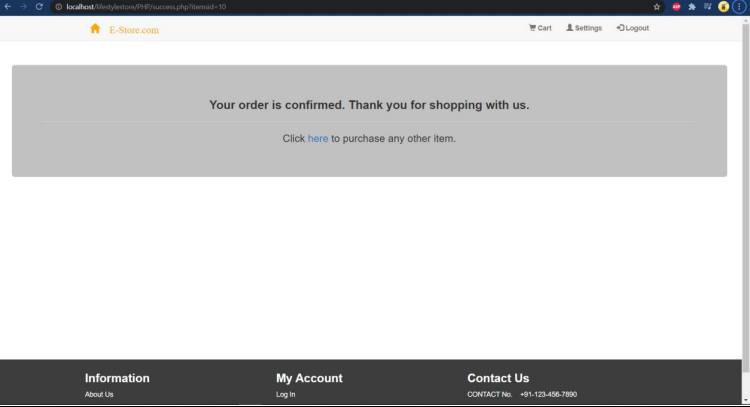 localhost/lifestylestore/PHP/success.php?itemsid=10
E-Store.com
Cart Settings Logout
Your order is confirmed. Thank you for shopping with us.
Click here to purchase any other item.
Information My Account Contact Us
About Us Log In CONTACT No. +91-123-456-7890